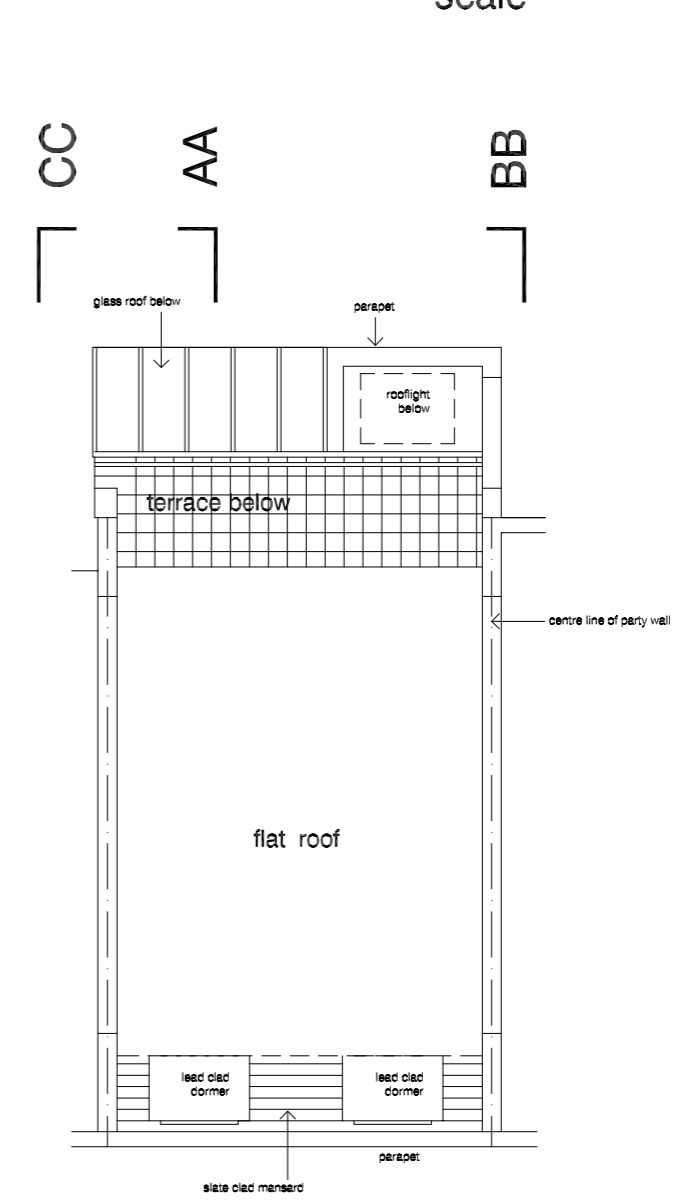 scale
CC
AA
BB
glass roof below
parapet
rooflight
below
terrace below
centre line of party wall
flat roof
lead clad
dormer
lead clad
dormer
parapet
slate clad mansard